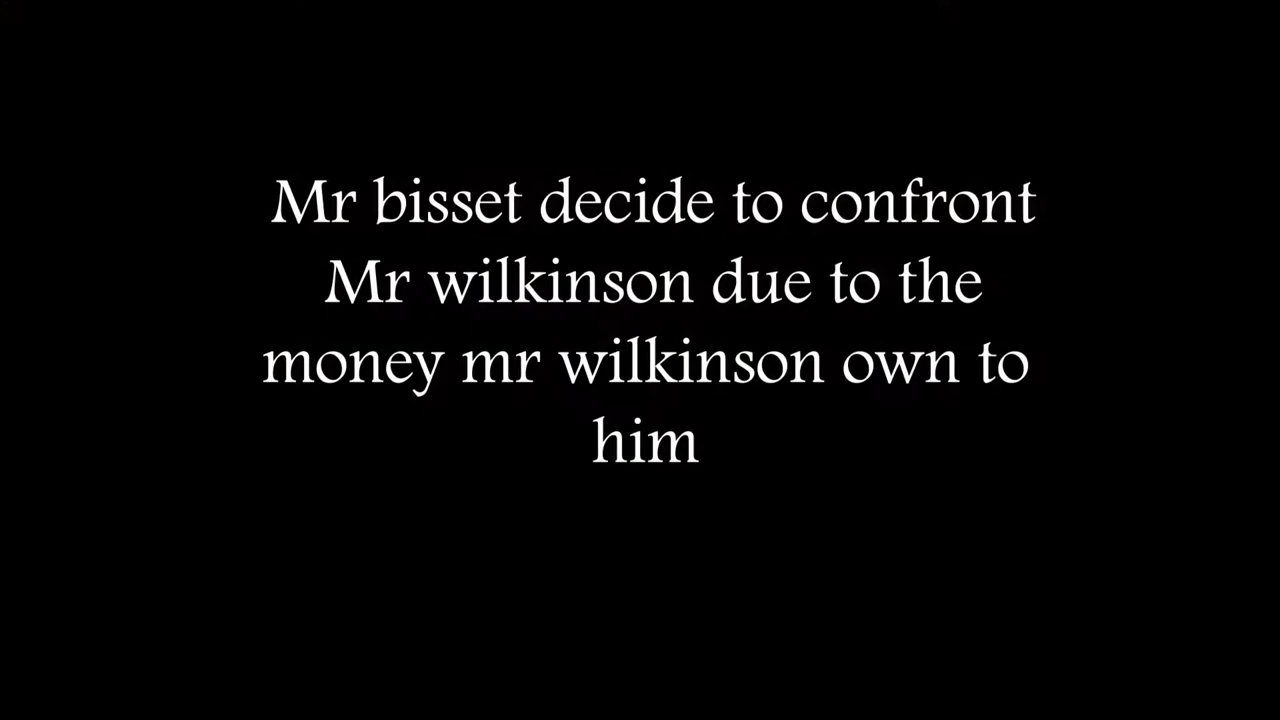 Mr bisset decide to confront
Mr wilkinson due to the
money mr wilkinson own to
him